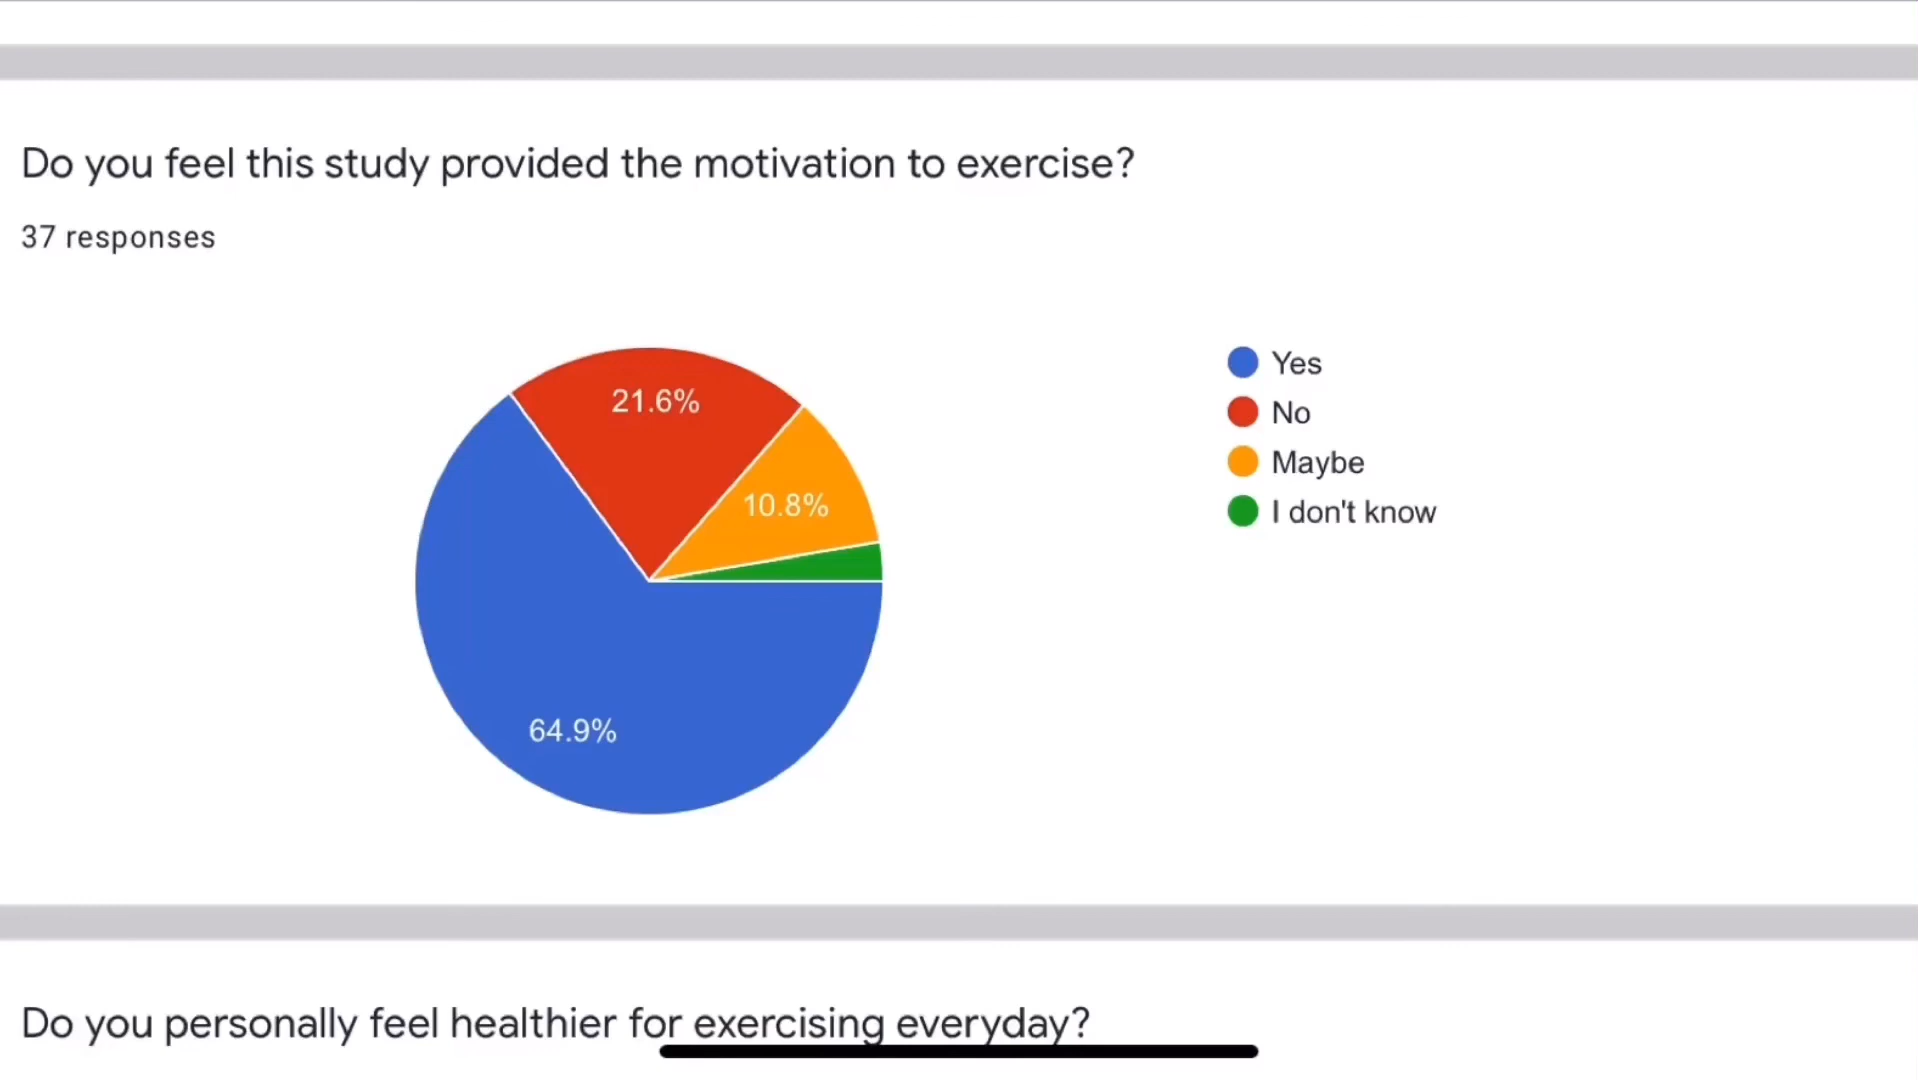 Do you feel this study provided the motivation to exercise?
37 responses
21.6%
10.8%
64.9%
Yes
No
Maybe
I don't know
Do you personally feel healthier for exercising everyday?